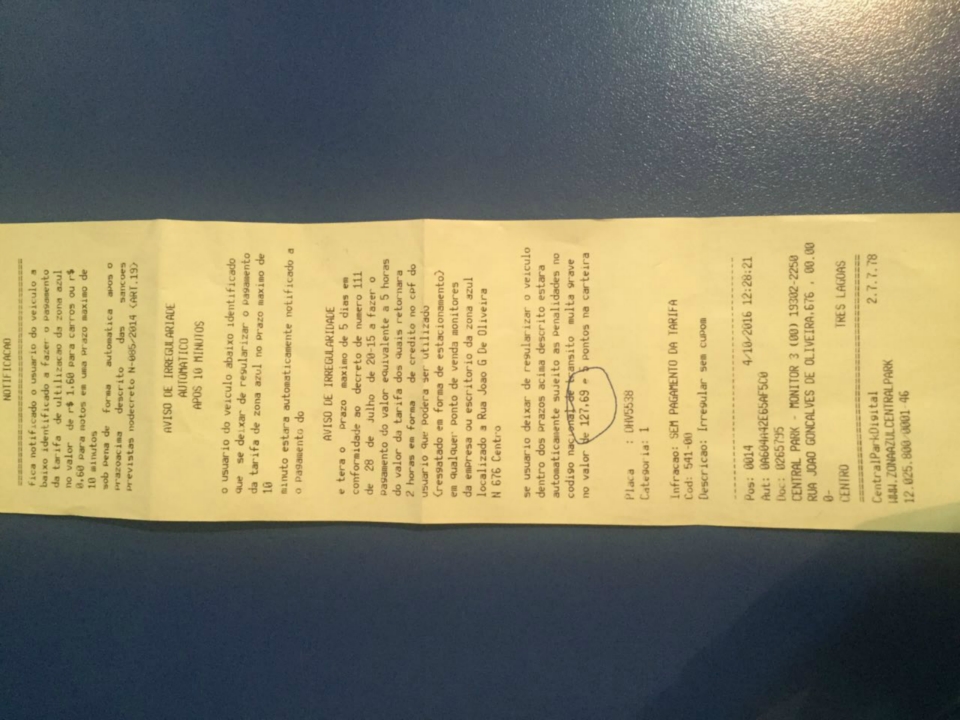 NOTIFICACAO
================================
Fica notificado o usuario do veiculo a
baixo identificado a fazer o pagamento
da tarifa de ultilizacao da zona azul
no valor de r$ 1.60 para carros ou r$
0.60 para motos em uma prazo maximo de
10 minutos
sob pena de forma automatica apos o
prazoacima descrito das sancoes
previstas nodecreto N-085/2014 (ART.19)
AVISO DE IRREGULARIADE
AUTOMATICO
APOS 10 MINUTOS
o usuario do veiculo abaixo identificado
que se deixar de regularizar o pagamento
da tarifa de zona azul no prazo maximo de
10
minuto estara automaticamente notificado a
o pagamento do
AVISO DE IRREGULARIDADE
e tera o prazo maximo de 5 dias em
conformidade ao decreto de numero 111
de 28 de Julho de 20-15 a fazer o
pagamento do valor equivalente a 5 horas
do valor da tarifa dos quais retornara
2 horas em forma de credito no cpf do
usuario que podera ser utilizado
(resgatado em forma de estacionamento)
em qualquer ponto de venda monitores
da empresa ou escritorio da zona azul
localizado a Rua Joao G De Oliveira
N 676 Centro
se usuario deixar de regularizar o veiculo
dentro dos prazos acima descrito estara
automaticamente sujeito as penalidades no
codigo nacional de transito multa grave
no valor de 127.69 e 5 pontos na carteira
Placa :
Categoria: 1
Infracao: SEM PAGAMENTO DA TARIFA
Cod: 541-00
Descricao: Irregular sem cupom
--------------------------------
Pos: 0014 4/10/2016 12:28:21
Aut: 0A604H42E65AF5C0
Doc: 0265795
CENTRAL PARK - MONITOR 3 (00) 19302-2250
RUA JOAO GONCALVES DE OLIVEIRA,676 , 00.00
0-
CENTRO TRES LAGOAS
================================
CentralParkDigital 2.7.7.78
WWW.ZONAAZULCENTRALPARK
12.025.800-0001 46